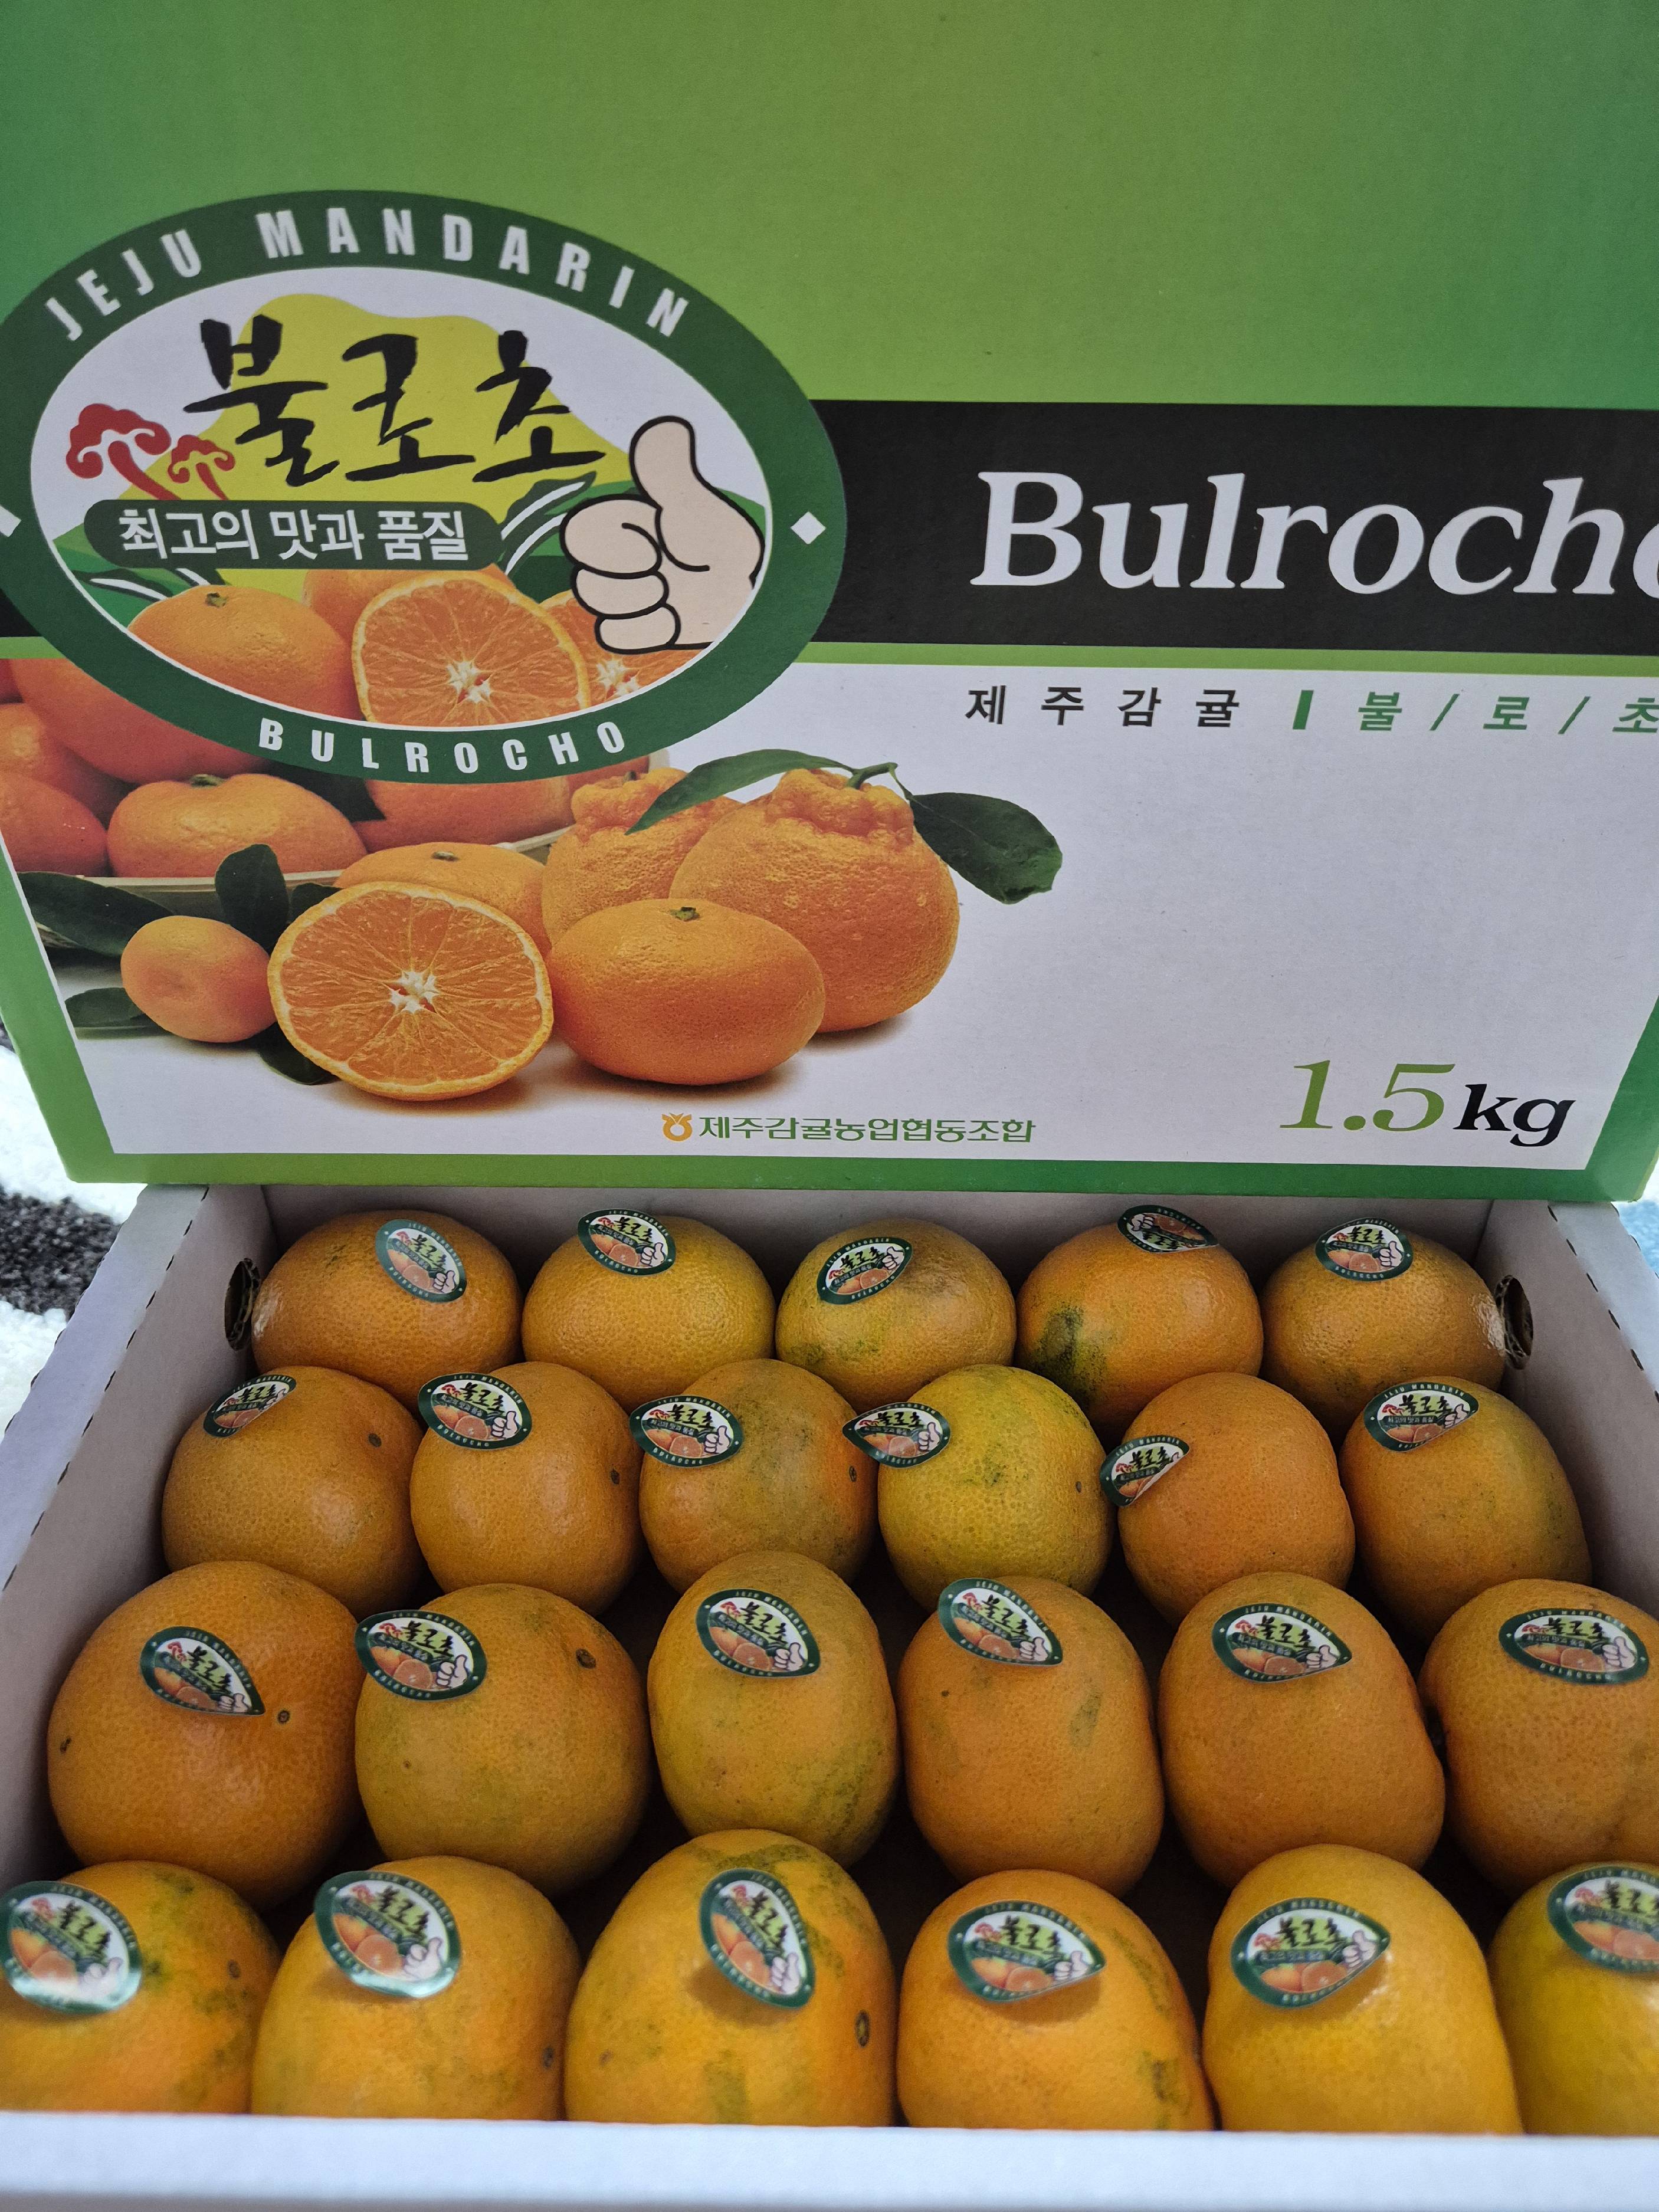 JEJU MANDARIN
불로초
최고의 맛과 품질
BULROCHO
Bulrocho
제주감귤 | 불/로/초
제주감귤농업협동조합
1.5kg